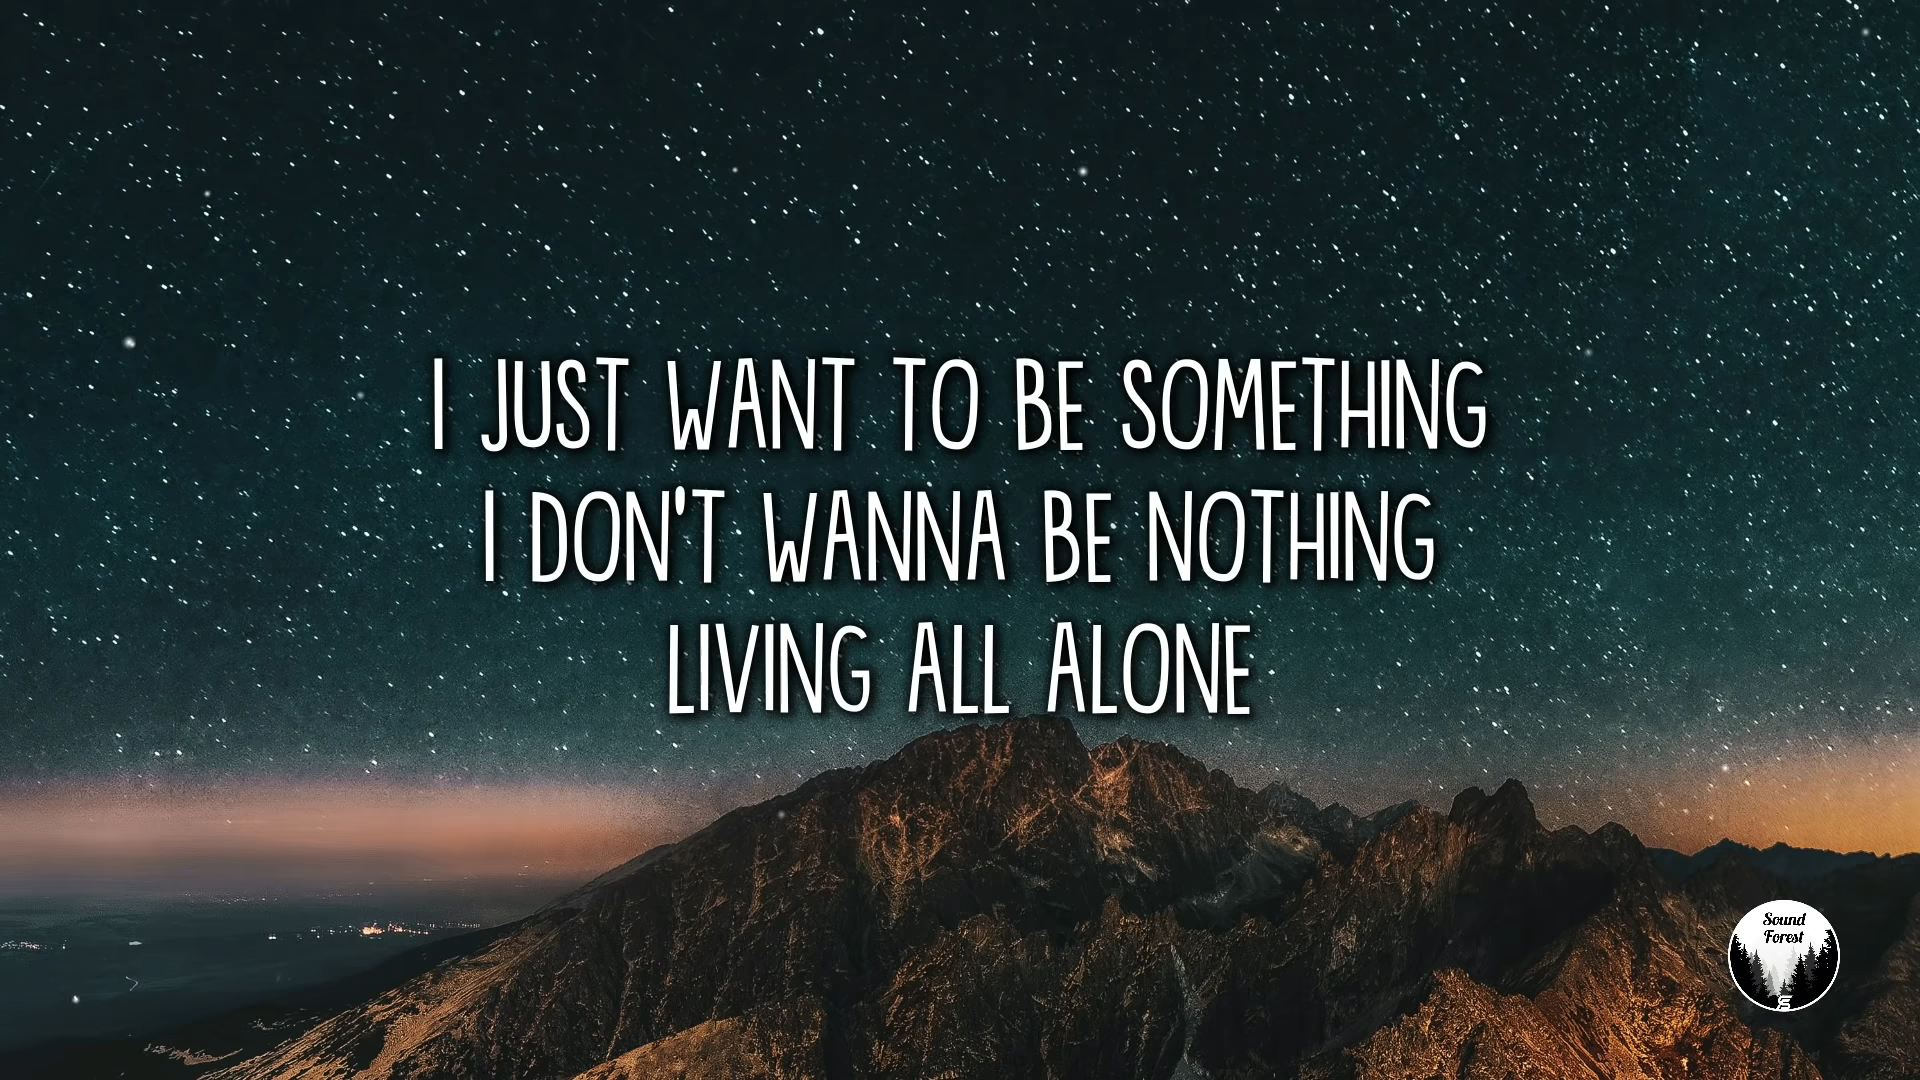 I JUST WANT TO BE SOMETHING
I DON'T WANNA BE NOTHING
LIVING ALL ALONE
Sound
Forest